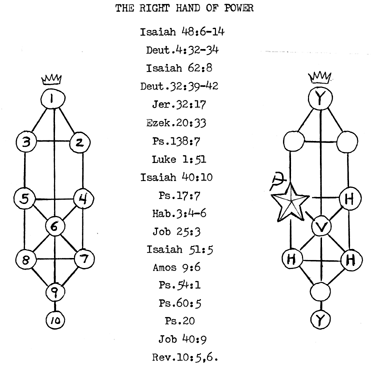 THE RIGHT HAND OF POWER
Isaiah 48:6-14
Deut.4:32-34
Isaiah 62:8
Deut.32:39-42
Jer.32:17
Ezek.20:33
Ps.138:7
Luke 1:51
Isaiah 40:10
Ps.17:7
Hab.3:4-6
Job 25:3
Isaiah 51:5
Amos 9:6
Ps.54:1
Ps.60:5
Ps.20
Job 40:9
Rev.10:5,6.
1
3 2
5 4
6
8 7
9
10
Y
H
V
H H
Y